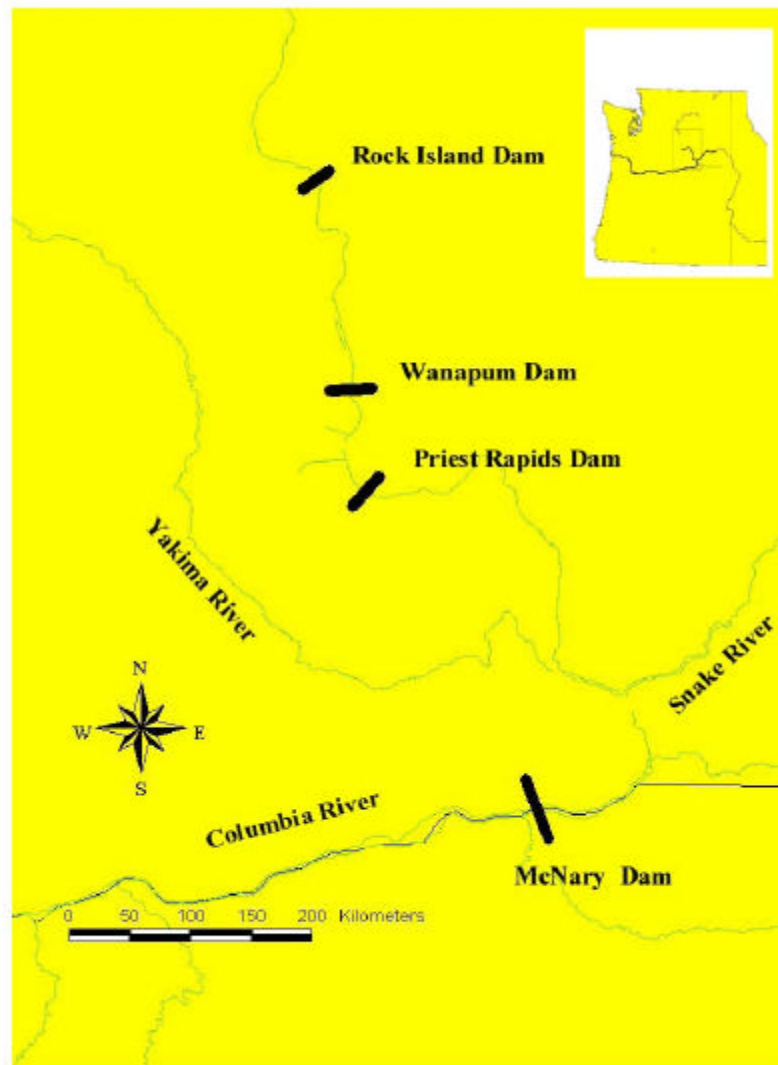 Rock Island Dam
Wanapum Dam
Priest Rapids Dam
Yakima River
Snake River
N
W E
S
Columbia River
McNary Dam
0 50 100 150 200 Kilometers